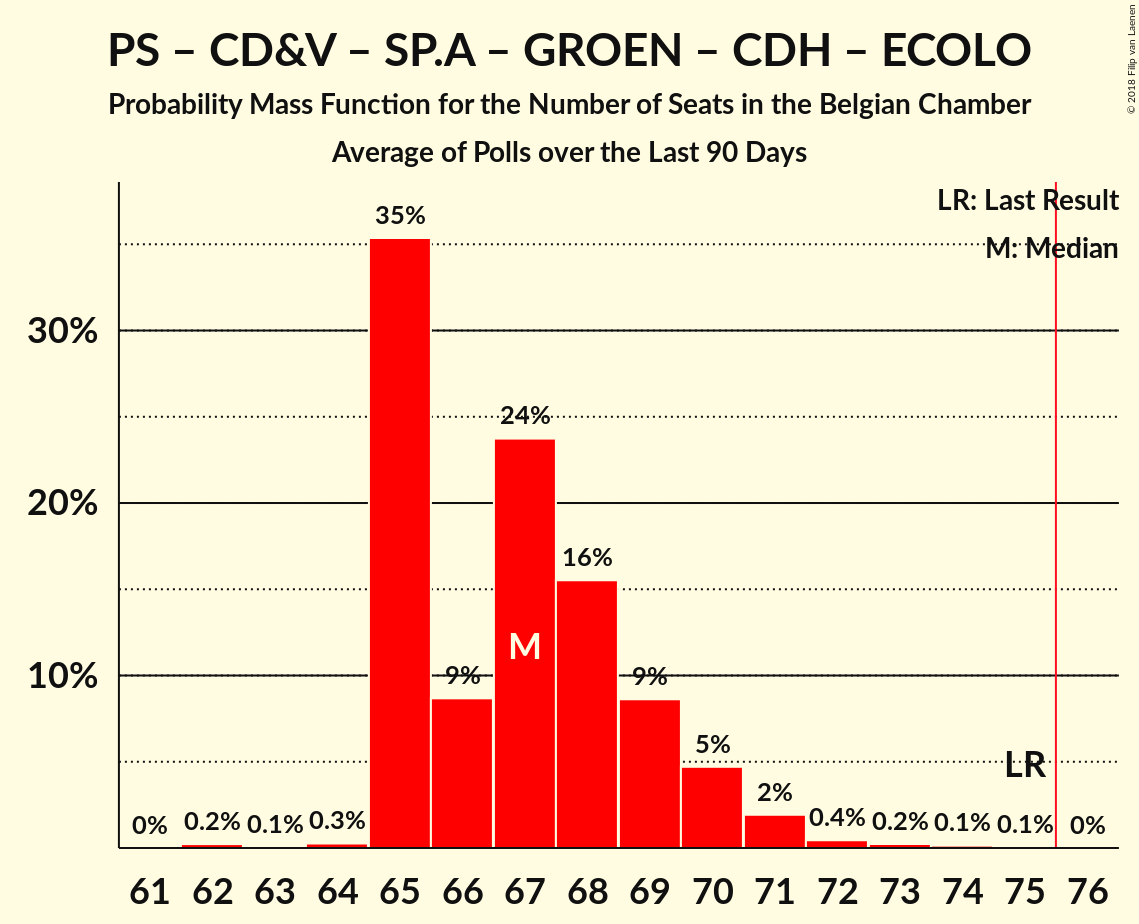 PS – CD&V – SP.A – GROEN – CDH – ECOLO
Probability Mass Function for the Number of Seats in the Belgian Chamber
Average of Polls over the Last 90 Days
© 2018 Filip van Laenen
LR: Last Result
M: Median
35%
30%
24%
20%
16%
M
10%
9%
9%
5%
LR
2%
0%
0.2%
0.1%
0.3%
0.4%
0.2%
0.1%
0.1%
0%
61 62 63 64 65 66 67 68 69 70 71 72 73 74 75 76